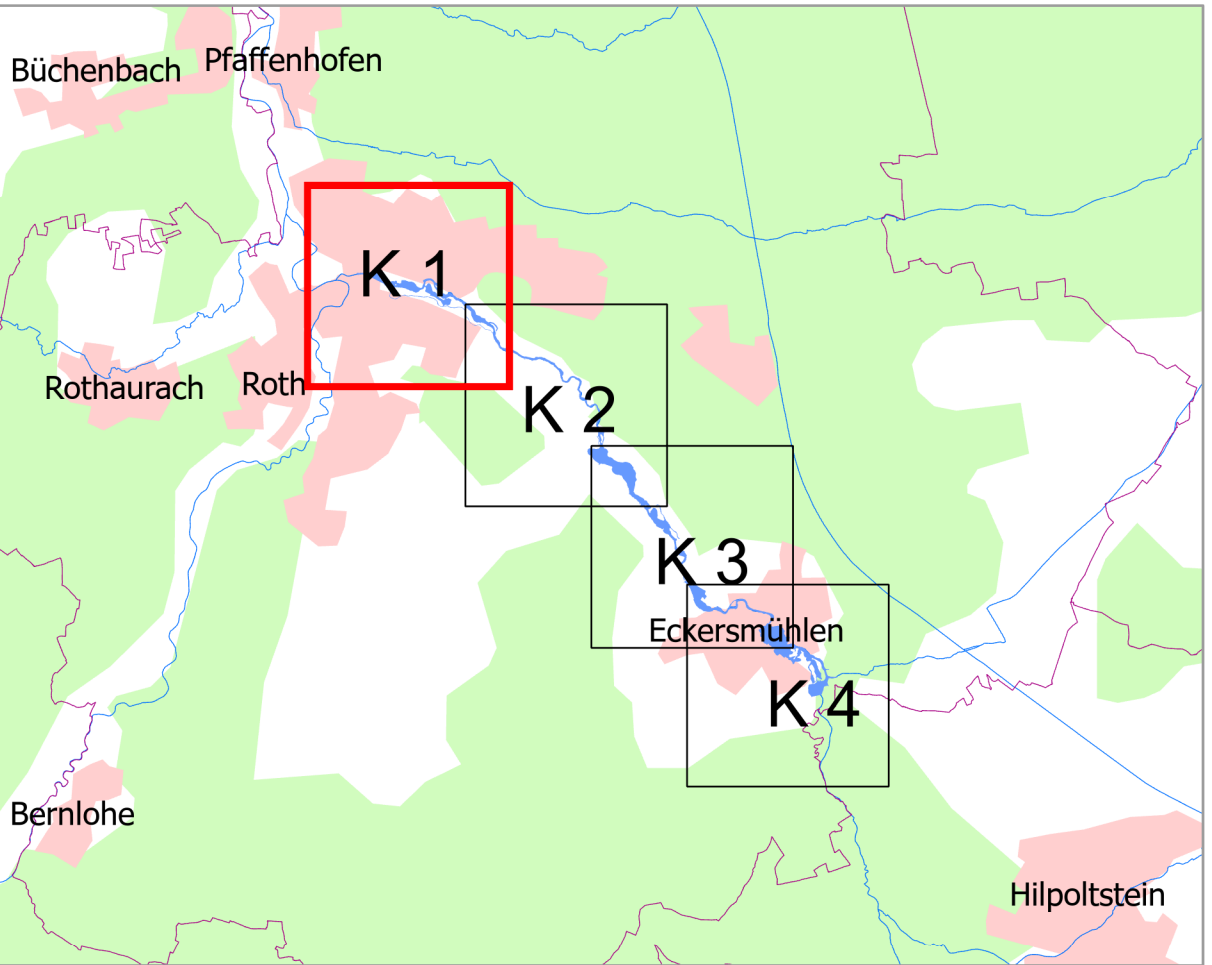 Pfaffenhofen
Büchenbach
K 1
Rothaurach
Roth
K 2
K 3
Eckersmühlen
K 4
Bernlohe
Hilpoltstein